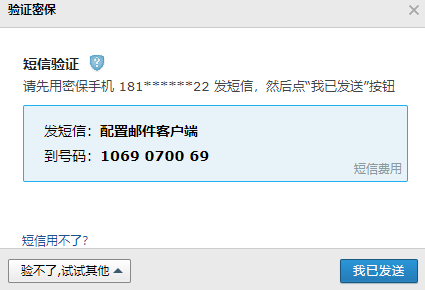 验证密保
短信验证
请先用密保手机 181******22 发短信，然后点“我已发送”按钮
发短信：配置邮件客户端
到号码：1069 0700 69
短信费用
短信用不了?
验不了,试试其他
我已发送